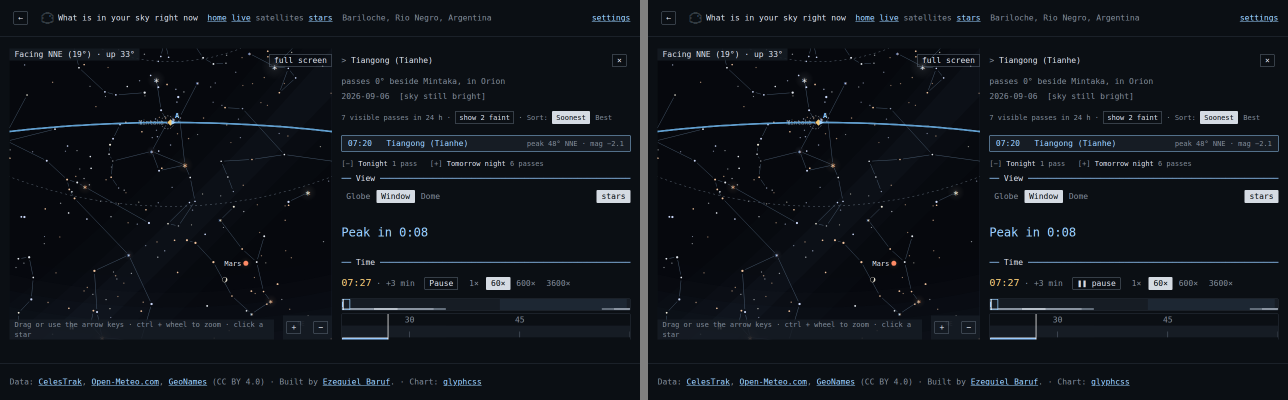 ← What is in your sky right now home live satellites stars Bariloche, Rio Negro, Argentina settings
Facing NNE (19°) · up 33°
full screen
Mintaka
A
Mars
Drag or use the arrow keys · ctrl + wheel to zoom · click a
star
+ −
> Tiangong (Tianhe) ×
passes 0° beside Mintaka, in Orion
2026-09-06 [sky still bright]
7 visible passes in 24 h · show 2 faint · Sort: Soonest Best
07:20 Tiangong (Tianhe) peak 48° NNE · mag −2.1
[−] Tonight 1 pass [+] Tomorrow night 6 passes
View
Globe Window Dome stars
Peak in 0:08
Time
07:27 · +3 min Pause 1× 60× 600× 3600×
30 45
Data: CelesTrak, Open-Meteo.com, GeoNames (CC BY 4.0) · Built by Ezequiel Baruf. · Chart: glyphcss
← What is in your sky right now home live satellites stars Bariloche, Rio Negro, Argentina settings
Facing NNE (19°) · up 33°
full screen
Mintaka
A
Mars
Drag or use the arrow keys · ctrl + wheel to zoom · click a
star
+ −
> Tiangong (Tianhe) ×
passes 0° beside Mintaka, in Orion
2026-09-06 [sky still bright]
7 visible passes in 24 h · show 2 faint · Sort: Soonest Best
07:20 Tiangong (Tianhe) peak 48° NNE · mag −2.1
[−] Tonight 1 pass [+] Tomorrow night 6 passes
View
Globe Window Dome stars
Peak in 0:08
Time
07:27 · +3 min ❚❚ pause 1× 60× 600× 3600×
30 45
Data: CelesTrak, Open-Meteo.com, GeoNames (CC BY 4.0) · Built by Ezequiel Baruf. · Chart: glyphcss